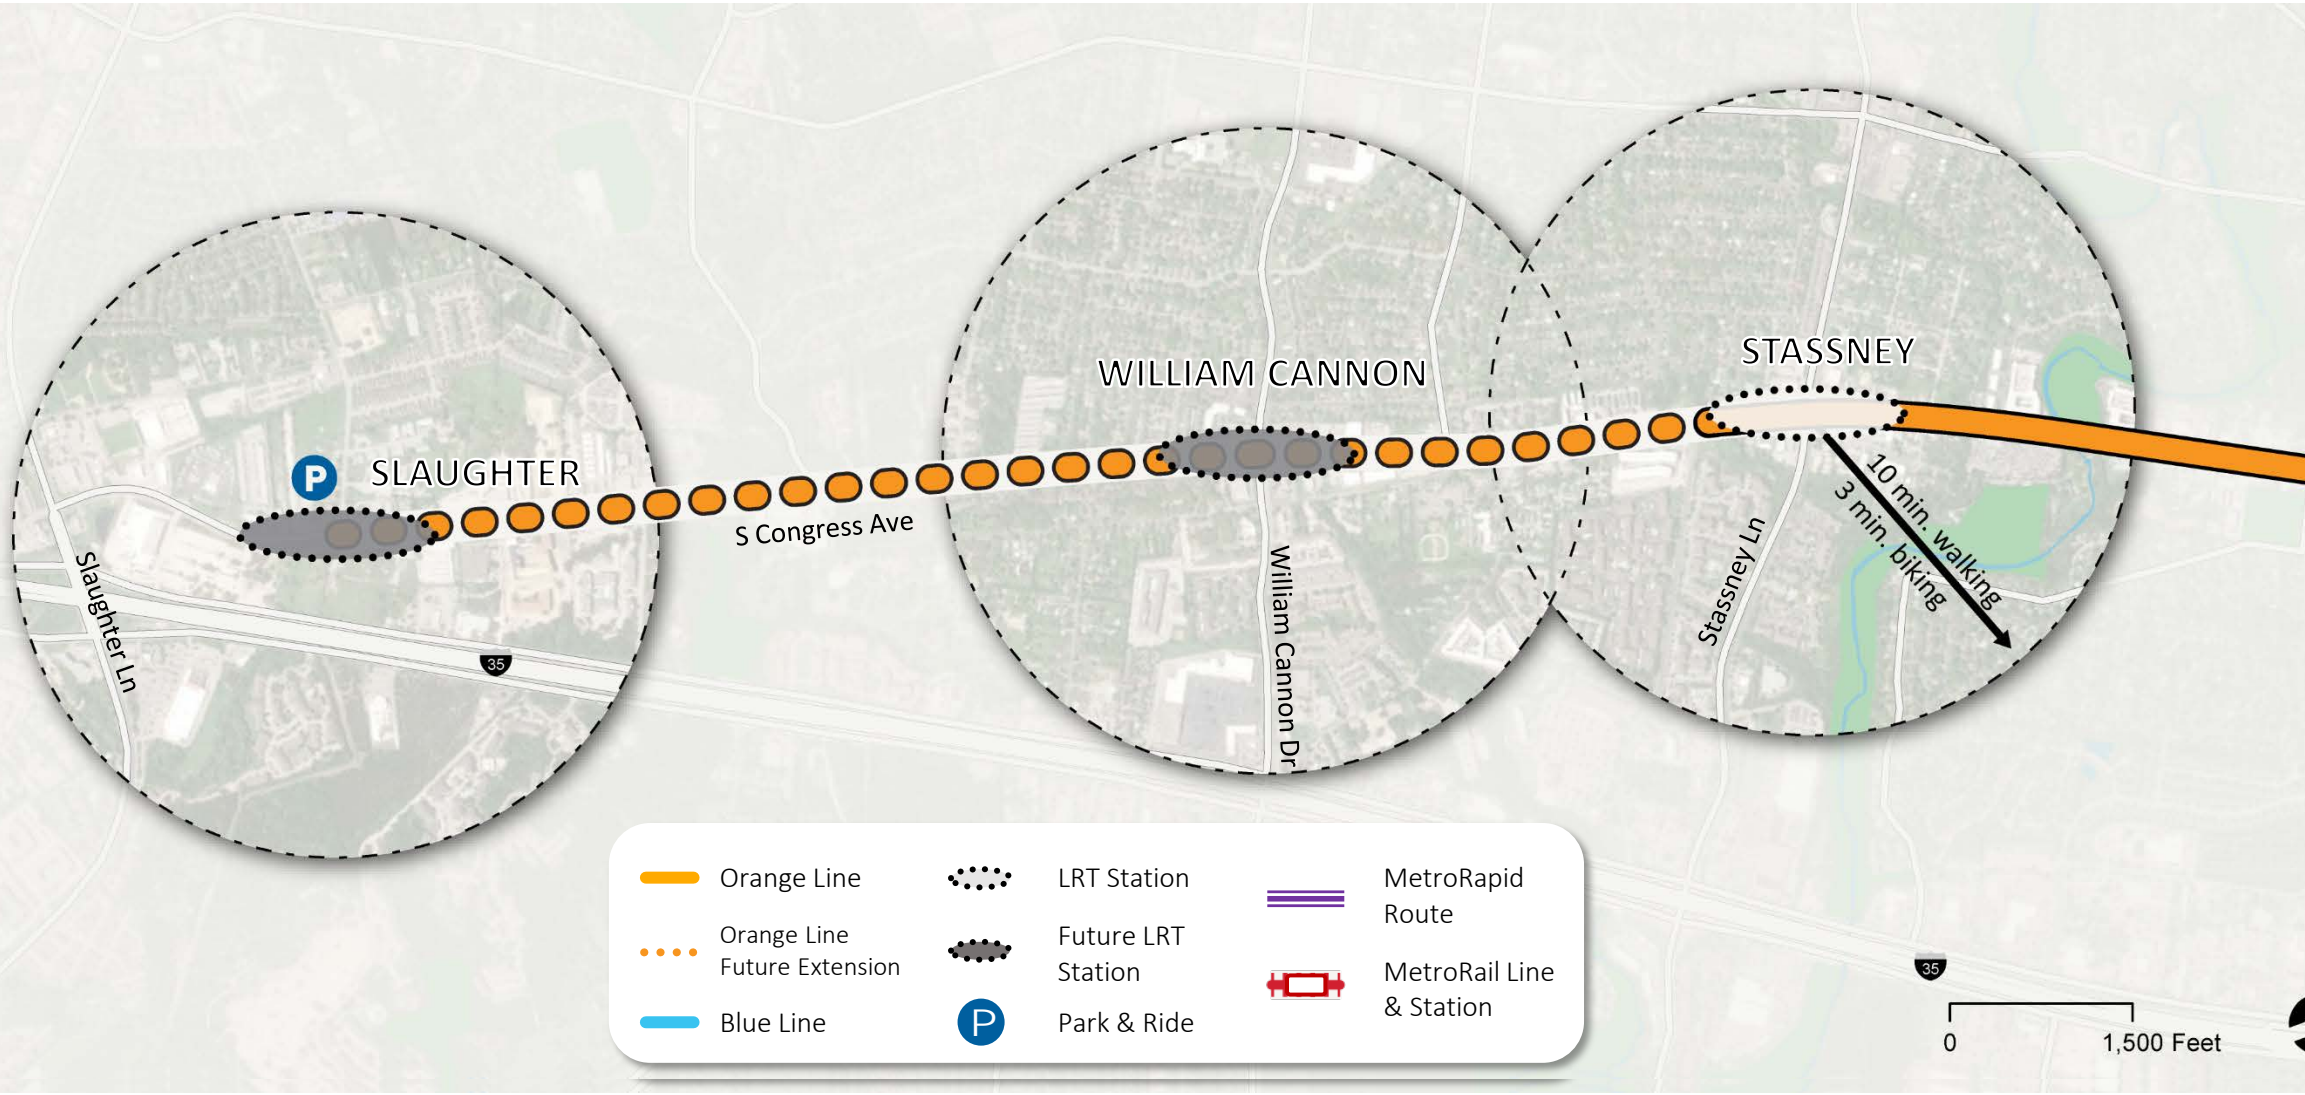 STASSNEY
WILLIAM CANNON
P
SLAUGHTER
S Congress Ave
10 min. walking
3 min. biking
Stassney Ln
William Cannon Dr
Slaughter Ln
35
Orange Line
Orange Line
Future Extension
Blue Line
LRT Station
Future LRT
Station
P
Park & Ride
MetroRapid
Route
MetroRail Line
& Station
35
0
1,500 Feet